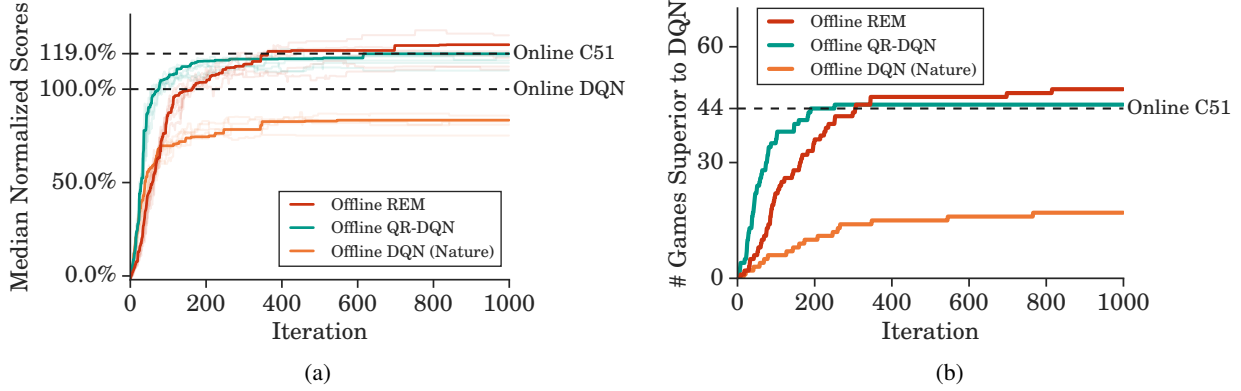 Median Normalized Scores
119.0%
100.0%
50.0%
0.0%
Online C51
Online DQN
Offline REM
Offline QR-DQN
Offline DQN (Nature)
0 200 400 600 800 1000
Iteration
(a)
# Games Superior to DQN
60
44
30
0
Offline REM
Offline QR-DQN
Offline DQN (Nature)
Online C51
0 200 400 600 800 1000
Iteration
(b)